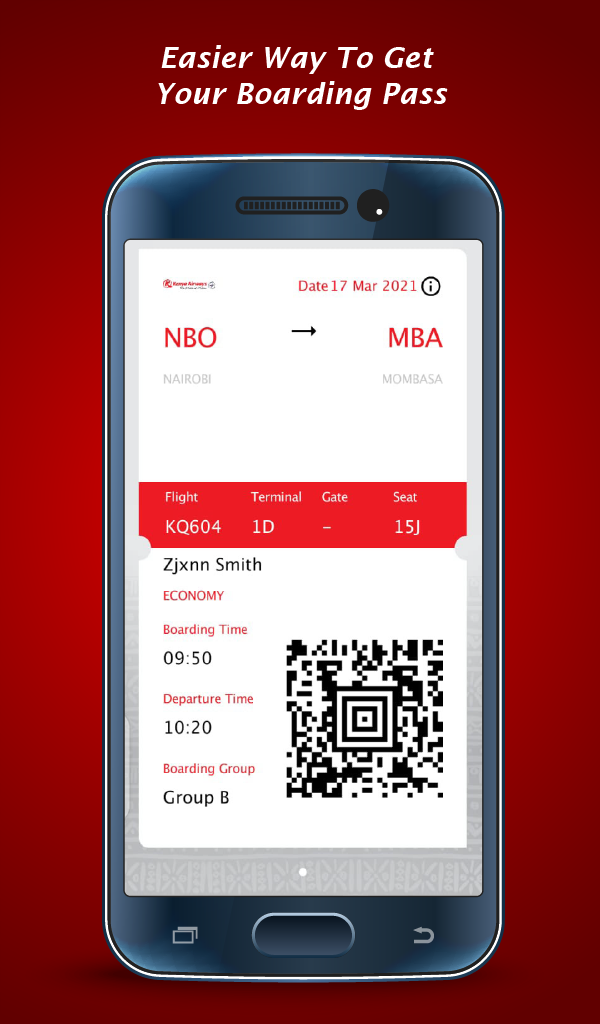 Easier Way To Get
Your Boarding Pass
Kenya Airways
Date 17 Mar 2021
NBO MBA
NAIROBI MOMBASA
Flight Terminal Gate Seat
KQ604 1D – 15J
Zjxnn Smith
ECONOMY
Boarding Time
09:50
Departure Time
10:20
Boarding Group
Group B